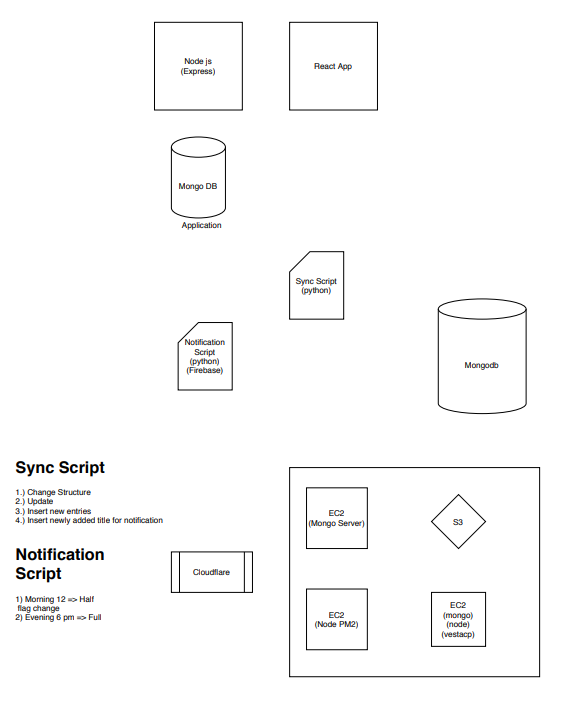 Node js
(Express)
React App
Mongo DB
Application
Sync Script
(python)
Notification
Script
(python)
(Firebase)
Mongodb
Sync Script
1.) Change Structure
2.) Update
3.) Insert new entries
4.) Insert newly added title for notification
Notification
Script
1) Morning 12 => Half
flag change
2) Evening 6 pm => Full
Cloudflare
EC2
(Mongo Server)
S3
EC2
(Node PM2)
EC2
(mongo)
(node)
(vestacp)